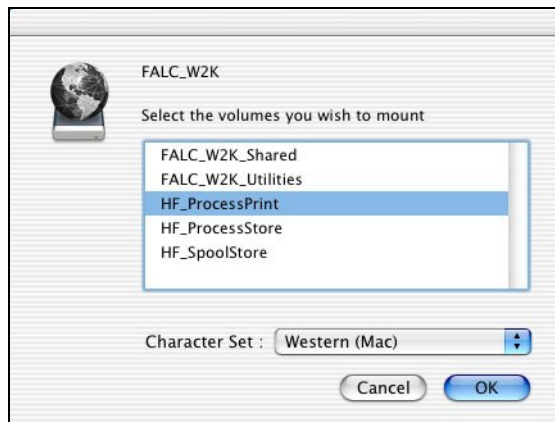 FALC_W2K
Select the volumes you wish to mount
FALC_W2K_Shared
FALC_W2K_Utilities
HF_ProcessPrint
HF_ProcessStore
HF_SpoolStore
Character Set : Western (Mac)
Cancel OK